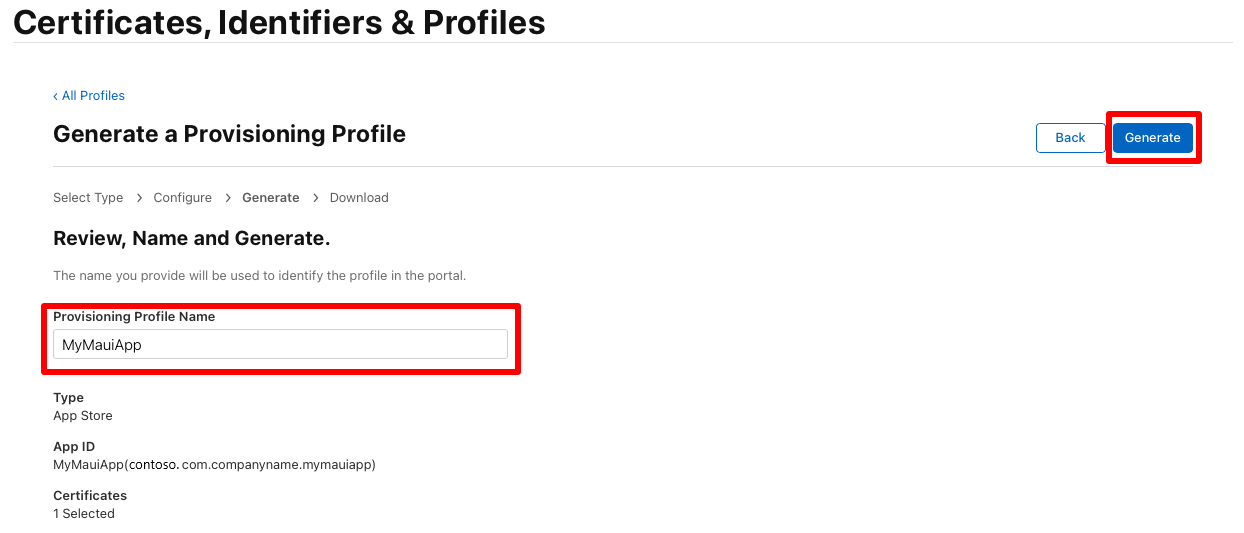 Certificates, Identifiers & Profiles
‹ All Profiles
Generate a Provisioning Profile
Back
Generate
Select Type > Configure > Generate > Download
Review, Name and Generate.
The name you provide will be used to identify the profile in the portal.
Provisioning Profile Name
MyMauiApp
Type
App Store
App ID
MyMauiApp(contoso. com.companyname.mymauiapp)
Certificates
1 Selected